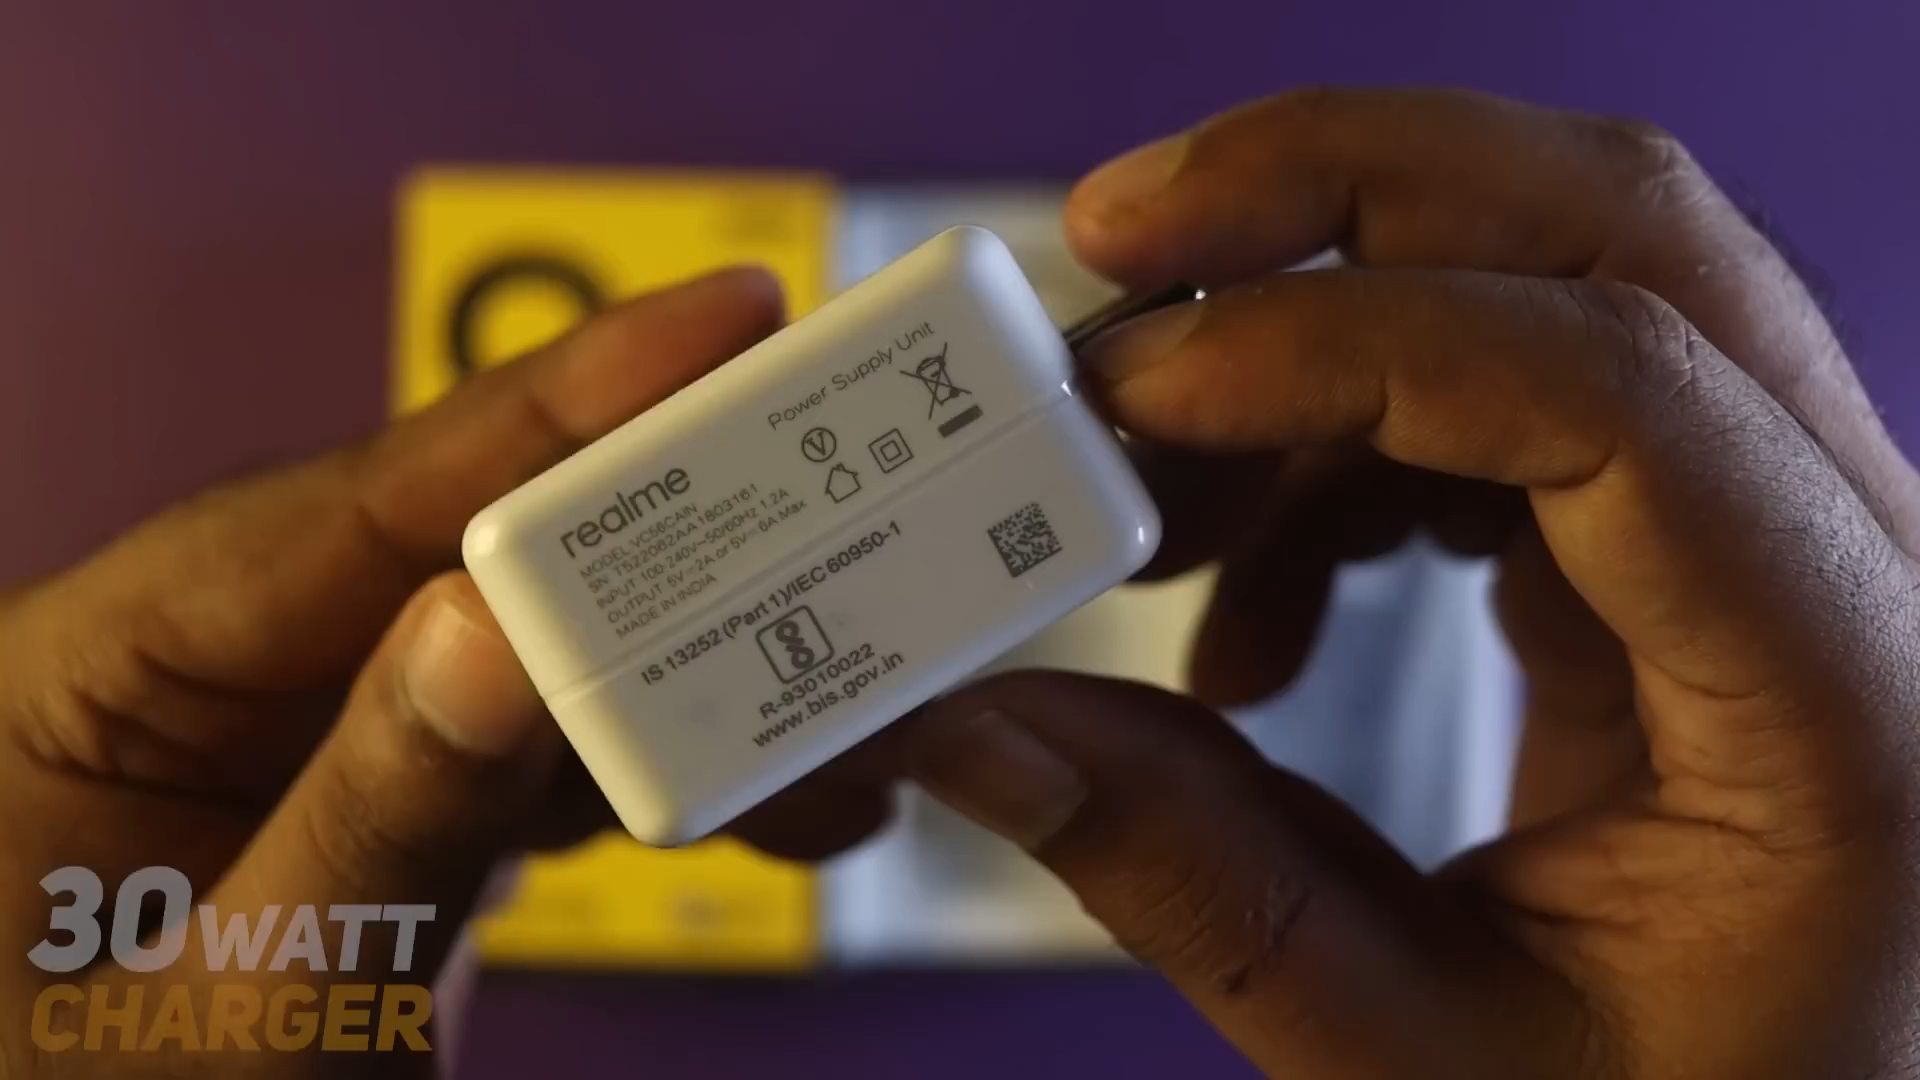 Power Supply Unit
V
realme
MODEL VC56CAIN
SN: T522062AA1803161
INPUT 100-240V~50/60Hz 1.2A
OUTPUT 5V⎓2A or 5V⎓6A Max
MADE IN INDIA
IS 13252 (Part 1)/IEC 60950-1
R-93010022
www.bis.gov.in
30WATT
CHARGER